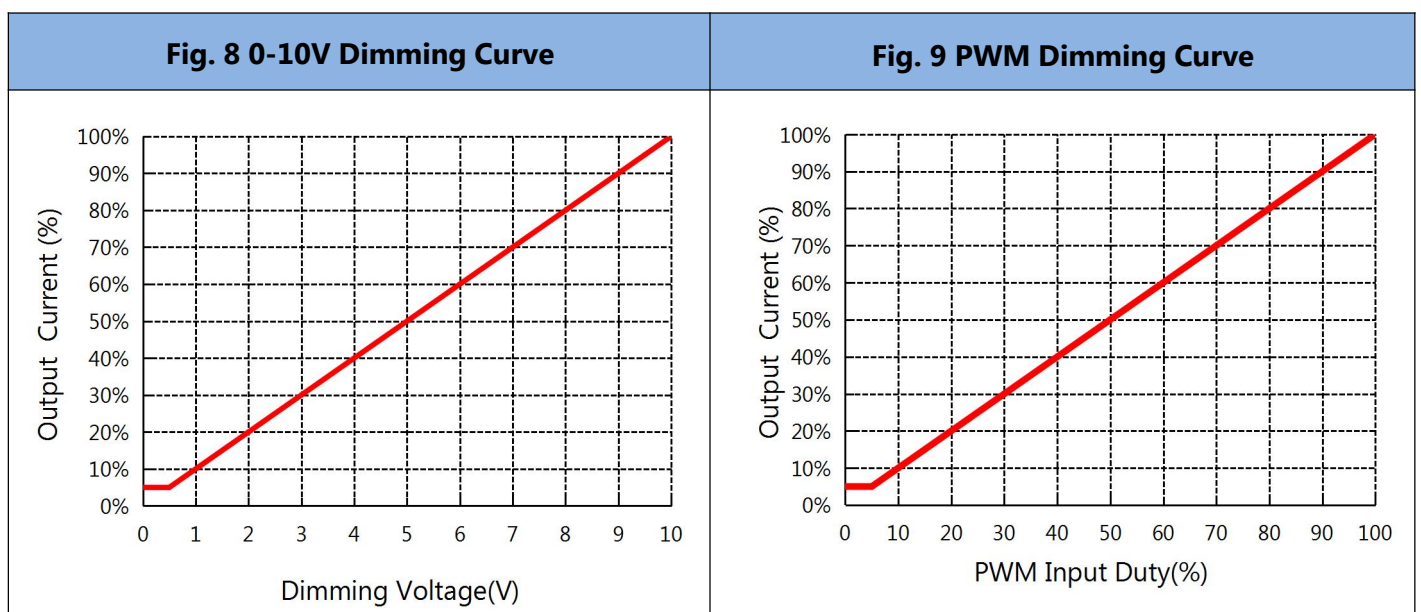 Fig. 8 0-10V Dimming Curve
100%
90%
80%
70%
60%
50%
40%
30%
20%
10%
0%
Output Current (%)
0 1 2 3 4 5 6 7 8 9 10
Dimming Voltage(V)
Fig. 9 PWM Dimming Curve
100%
90%
80%
70%
60%
50%
40%
30%
20%
10%
0%
Output Current (%)
0 10 20 30 40 50 60 70 80 90 100
PWM Input Duty(%)